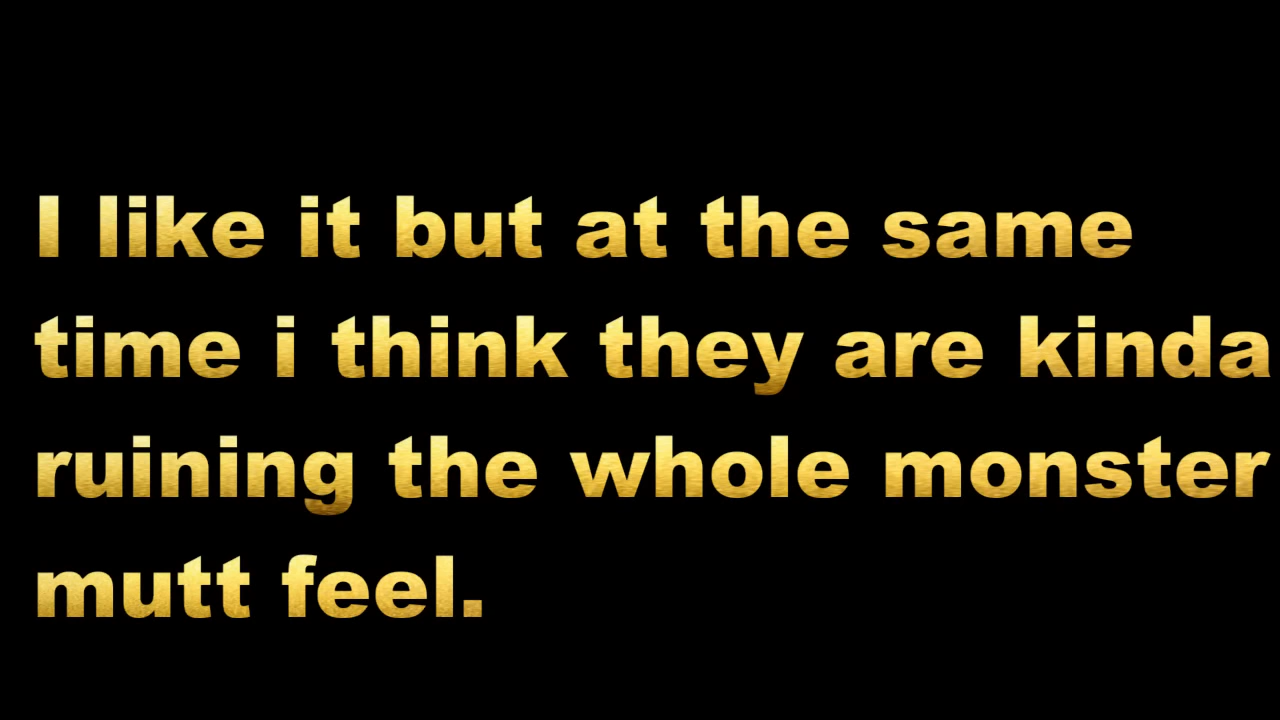 I like it but at the same
time i think they are kinda
ruining the whole monster
mutt feel.